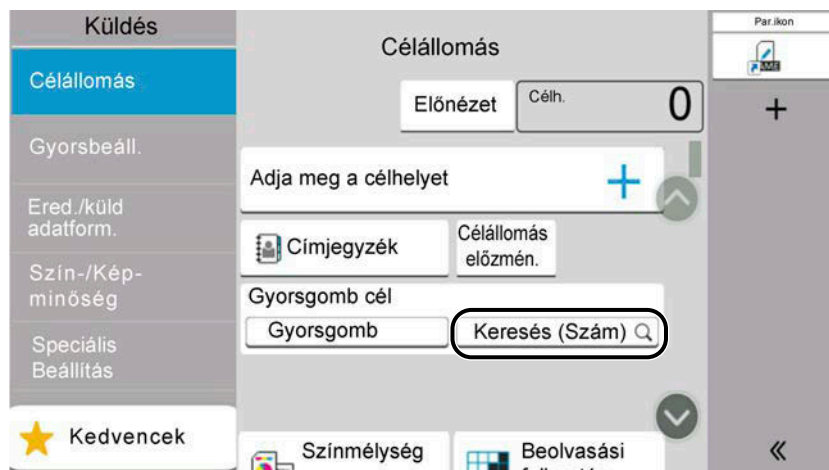 Küldés
Célállomás
Gyorsbeáll.
Ered./küld
adatform.
Szín-/Kép-
minőség
Speciális
Beállítás
Kedvencek
Célállomás
Előnézet
Célh.
0
Adja meg a célhelyet
Címjegyzék
Célállomás
előzmén.
Gyorsgomb cél
Gyorsgomb
Keresés (Szám)
Színmélység
Beolvasási
Par.ikon